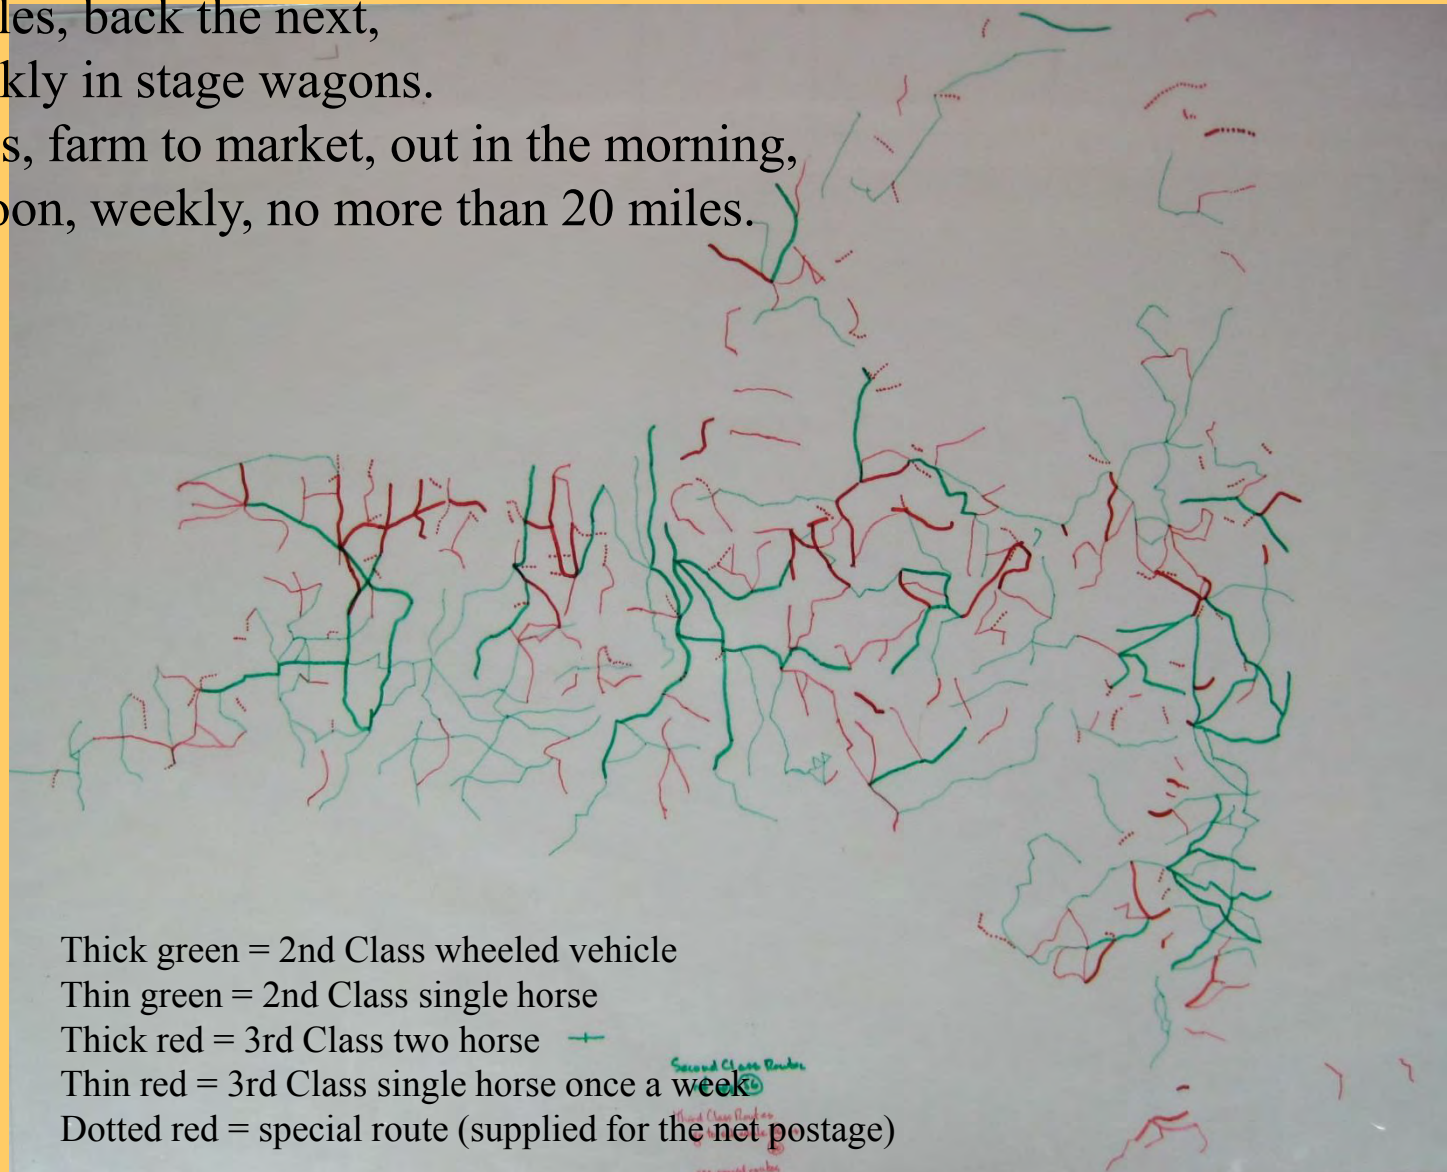 les, back the next,
kly in stage wagons.
s, farm to market, out in the morning,
oon, weekly, no more than 20 miles.
Thick green = 2nd Class wheeled vehicle
Thin green = 2nd Class single horse
Thick red = 3rd Class two horse
Thin red = 3rd Class single horse once a week
Dotted red = special route (supplied for the net postage)
Second Class Routes
Third Class Routes